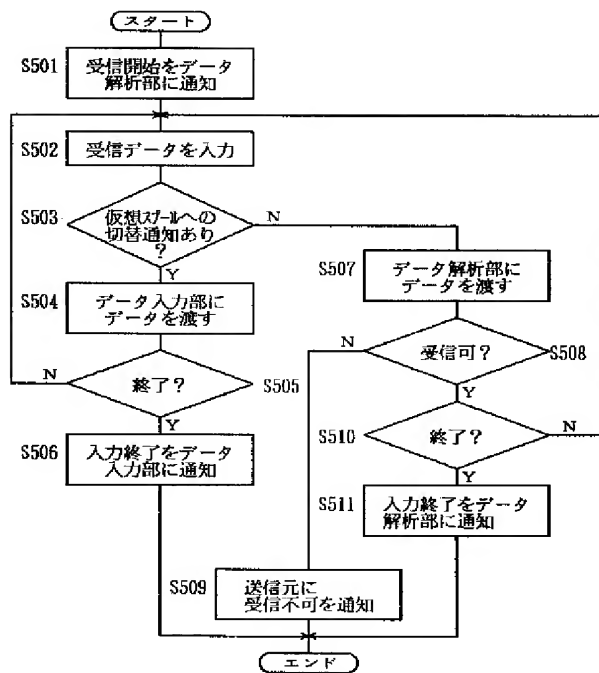 スタート
S501
受信開始をデータ
解析部に通知
S502
受信データを入力
S503
仮想ｽﾌﾟｰﾙへの
切替通知あり
?
N
Y
S504
データ入力部に
データを渡す
終了?
S505
N
Y
S506
入力終了をデータ
入力部に通知
S507
データ解析部に
データを渡す
N
受信可?
S508
Y
S510
終了?
N
Y
S511
入力終了をデータ
解析部に通知
S509
送信元に
受信不可を通知
エンド